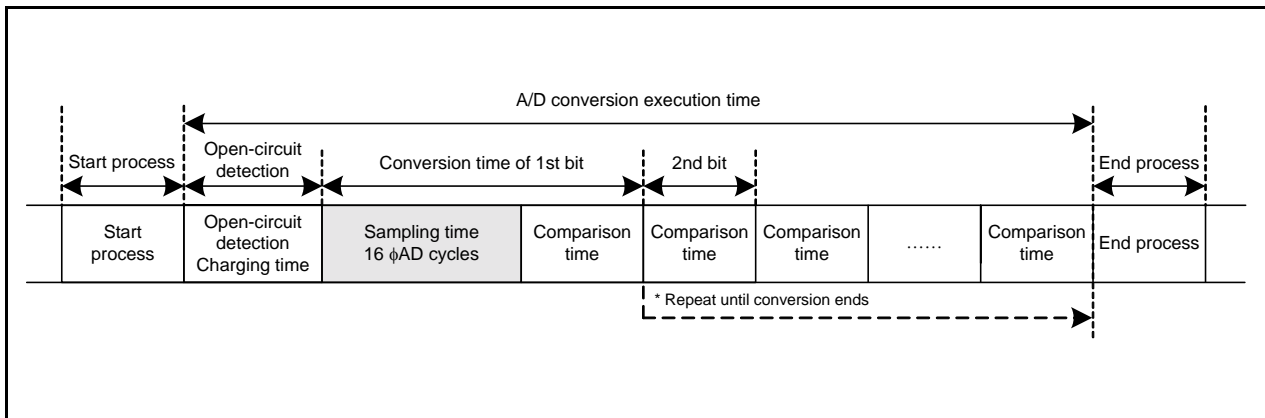 A/D conversion execution time
Start process
Open-circuit
detection
Conversion time of 1st bit
2nd bit
End process
Start
process
Open-circuit
detection
Charging time
Sampling time
16 ϕAD cycles
Comparison
time
Comparison
time
Comparison
time
......
Comparison
time
End process
* Repeat until conversion ends